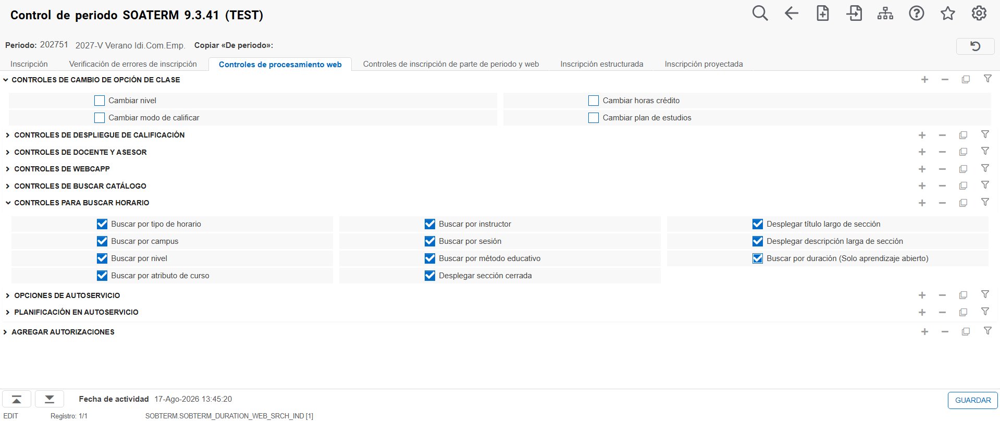 Control de periodo SOATERM 9.3.41 (TEST)
Periodo: 202751 2027-V Verano Idi.Com.Emp. Copiar «De periodo»:
Inscripción Verificación de errores de inscripción Controles de procesamiento web Controles de inscripción de parte de periodo y web Inscripción estructurada Inscripción proyectada
CONTROLES DE CAMBIO DE OPCIÓN DE CLASE
Cambiar nivel Cambiar horas crédito
Cambiar modo de calificar Cambiar plan de estudios
CONTROLES DE DESPLIEGUE DE CALIFICACIÓN
CONTROLES DE DOCENTE Y ASESOR
CONTROLES DE WEBCAPP
CONTROLES DE BUSCAR CATÁLOGO
CONTROLES PARA BUSCAR HORARIO
Buscar por tipo de horario Buscar por instructor Desplegar título largo de sección
Buscar por campus Buscar por sesión Desplegar descripción larga de sección
Buscar por nivel Buscar por método educativo Buscar por duración (Solo aprendizaje abierto)
Buscar por atributo de curso Desplegar sección cerrada
OPCIONES DE AUTOSERVICIO
PLANIFICACIÓN EN AUTOSERVICIO
AGREGAR AUTORIZACIONES
Fecha de actividad 17-Ago-2026 13:45:20 GUARDAR
EDIT Registro: 1/1 SOBTERM.SOBTERM_DURATION_WEB_SRCH_IND [1]